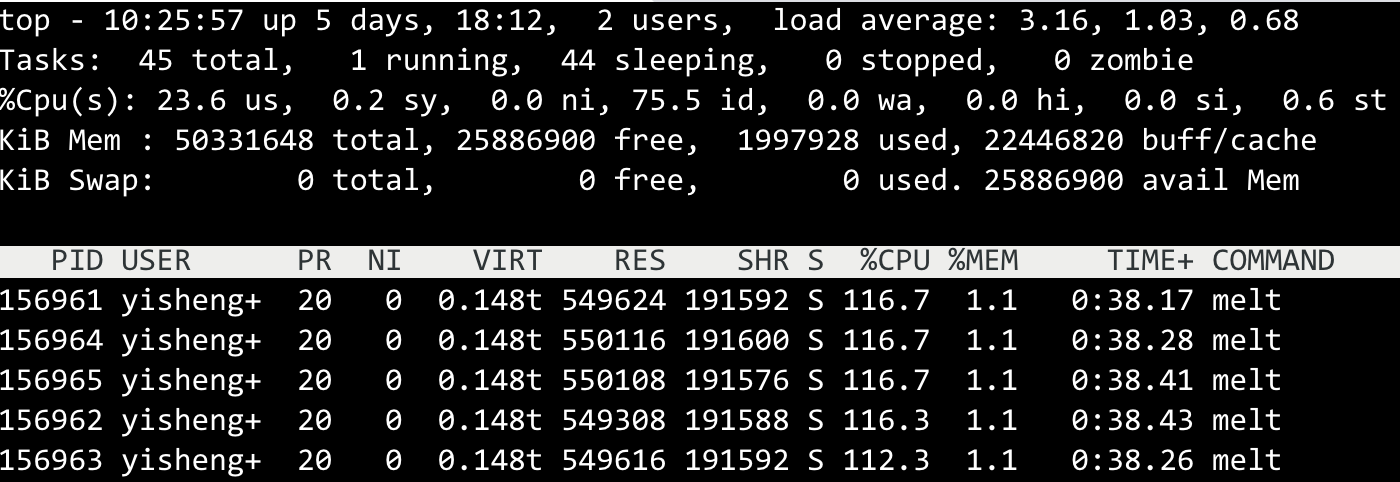 top - 10:25:57 up 5 days, 18:12,  2 users,  load average: 3.16, 1.03, 0.68
Tasks:  45 total,   1 running,  44 sleeping,   0 stopped,   0 zombie
%Cpu(s): 23.6 us,  0.2 sy,  0.0 ni, 75.5 id,  0.0 wa,  0.0 hi,  0.0 si,  0.6 st
KiB Mem : 50331648 total, 25886900 free,  1997928 used, 22446820 buff/cache
KiB Swap:        0 total,        0 free,        0 used. 25886900 avail Mem
   PID USER      PR  NI    VIRT    RES    SHR S  %CPU %MEM     TIME+ COMMAND
156961 yisheng+  20   0  0.148t 549624 191592 S 116.7  1.1   0:38.17 melt
156964 yisheng+  20   0  0.148t 550116 191600 S 116.7  1.1   0:38.28 melt
156965 yisheng+  20   0  0.148t 550108 191576 S 116.7  1.1   0:38.41 melt
156962 yisheng+  20   0  0.148t 549308 191588 S 116.3  1.1   0:38.43 melt
156963 yisheng+  20   0  0.148t 549616 191592 S 112.3  1.1   0:38.26 melt